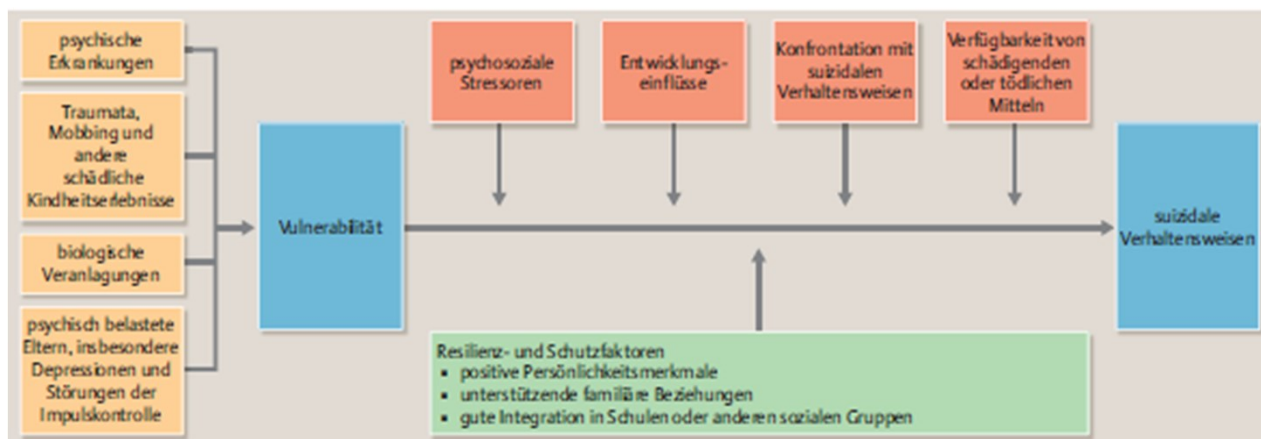 psychische
Erkrankungen
Traumata,
Mobbing und
andere
schädliche
Kindheitserlebnisse
biologische
Veranlagungen
psychisch belastete
Eltern, insbesondere
Depressionen und
Störungen der
Impulskontrolle
Vulnerabilität
psychosoziale
Stressoren
Entwicklungs-
einflüsse
Konfrontation mit
suizidalen
Verhaltensweisen
Verfügbarkeit von
schädigenden
oder tödlichen
Mitteln
suizidale
Verhaltensweisen
Resilienz- und Schutzfaktoren
▪ positive Persönlichkeitsmerkmale
▪ unterstützende familiäre Beziehungen
▪ gute Integration in Schulen oder anderen sozialen Gruppen